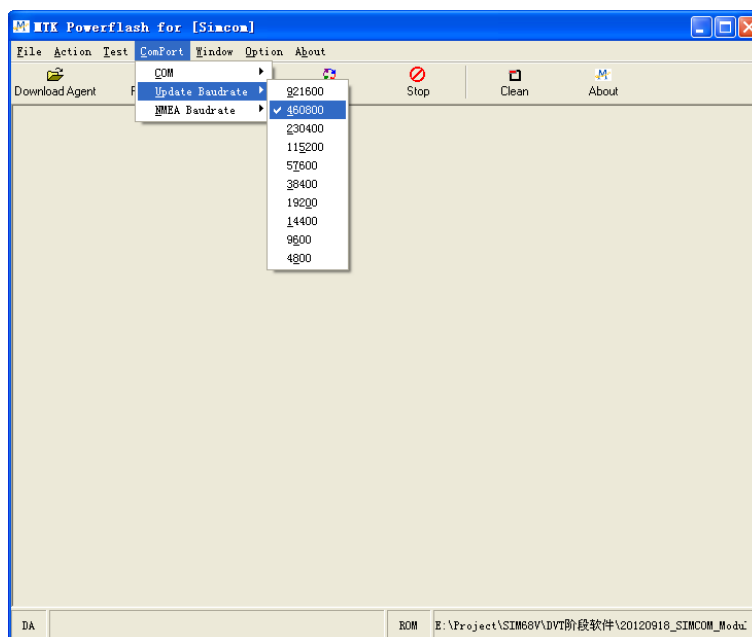 MTK Powerflash for [Simcom]
File Action Test ComPort Window Option About
Download Agent Stop Clean About
COM
Update Baudrate
NMEA Baudrate
921600
460800
230400
115200
57600
38400
19200
14400
9600
4800
DA ROM E:\Project\SIM68V\DVT阶段软件\20120918_SIMCOM_Modu